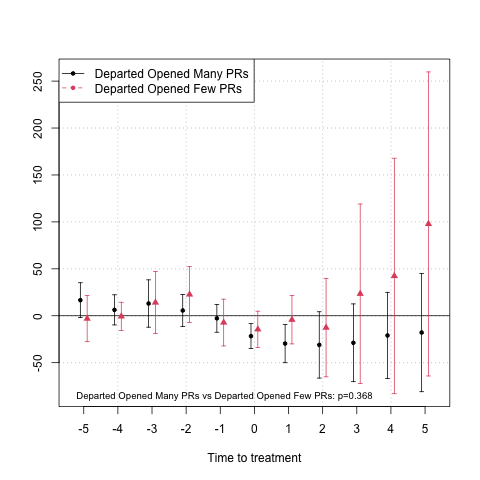 Departed Opened Many PRs
Departed Opened Few PRs
250
200
150
100
50
0
-50
Departed Opened Many PRs vs Departed Opened Few PRs: p=0.368
-5 -4 -3 -2 -1 0 1 2 3 4 5
Time to treatment